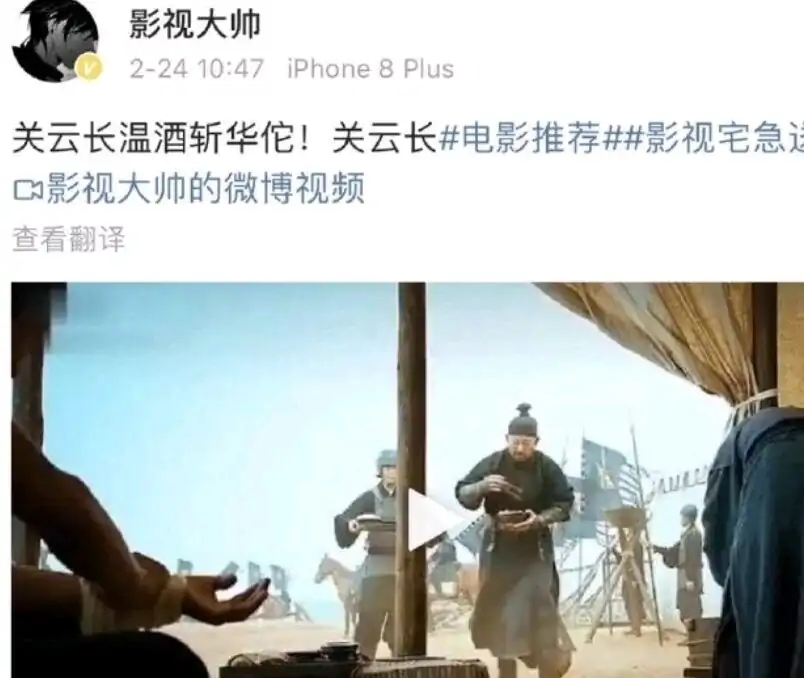 影视大帅
2-24 10:47 iPhone 8 Plus
关云长温酒斩华佗！关云长#电影推荐##影视宅急
影视大帅的微博视频
查看翻译